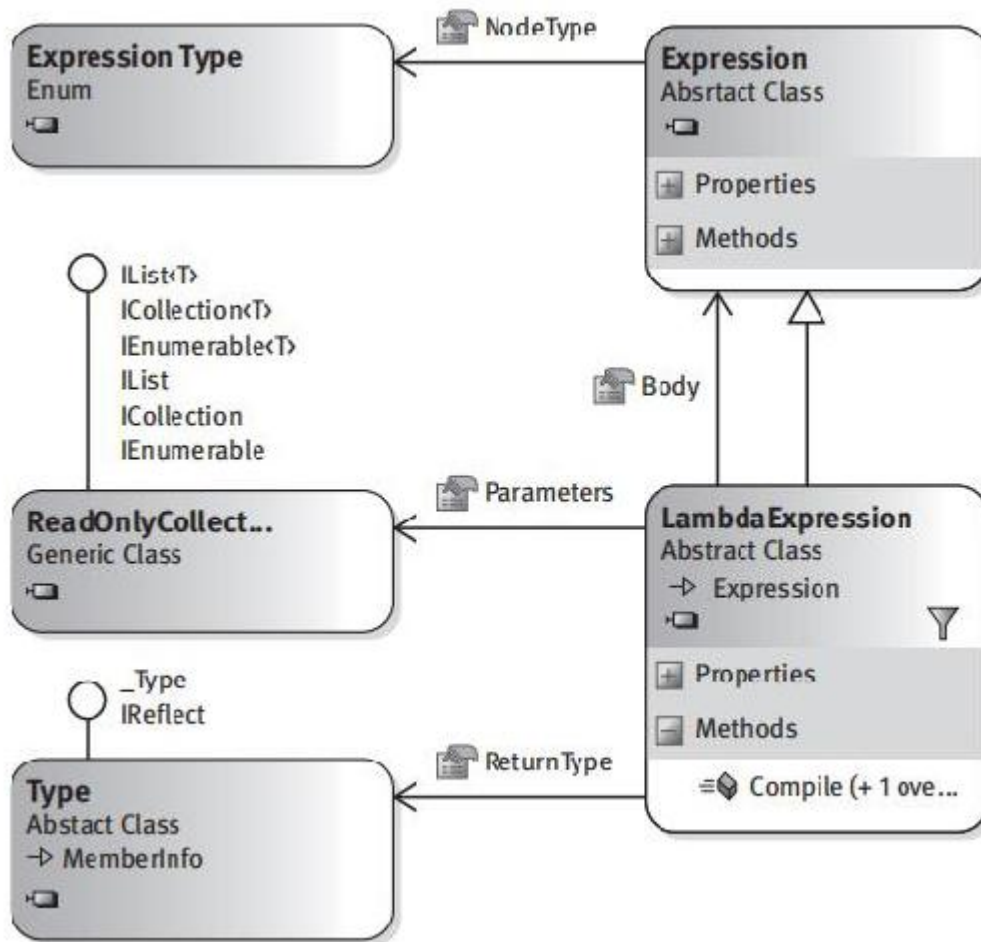 NodeType
Expression Type
Enum
Expression
Absrtact Class
Properties
Methods
IList<T>
ICollection<T>
IEnumerable<T>
IList
ICollection
IEnumerable
Body
ReadOnlyCollect...
Generic Class
Parameters
LambdaExpression
Abstract Class
Expression
Properties
Methods
Compile (+ 1 ove...
_Type
IReflect
ReturnType
Type
Abstact Class
MemberInfo